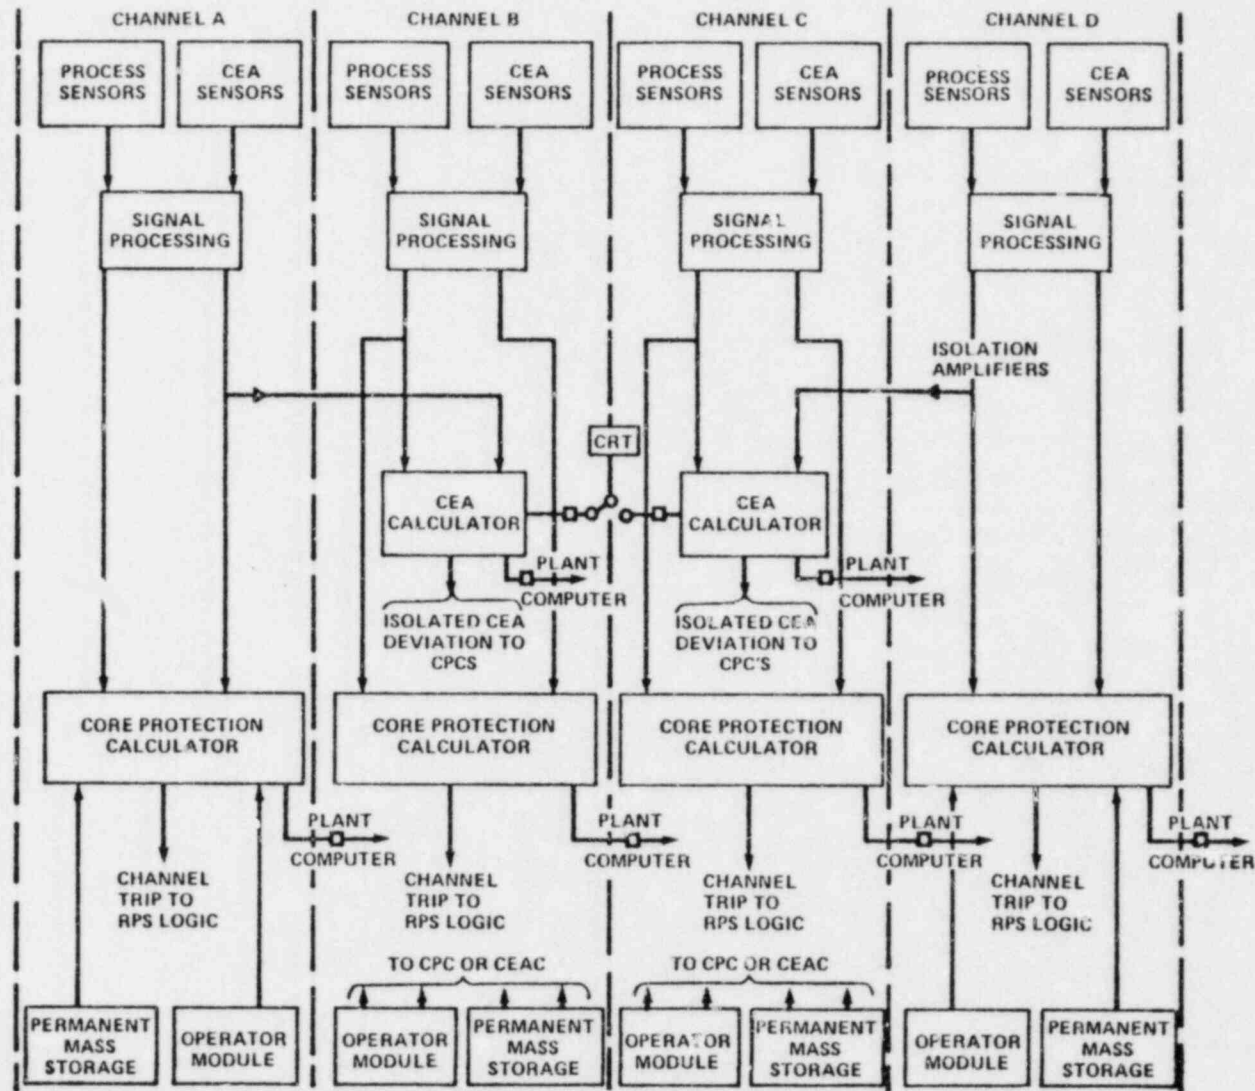 CHANNEL A
CHANNEL B
CHANNEL C
CHANNEL D
PROCESS
SENSORS
CEA
SENSORS
PROCESS
SENSORS
CEA
SENSORS
PROCESS
SENSORS
CEA
SENSORS
PROCESS
SENSORS
CEA
SENSORS
SIGNAL
PROCESSING
SIGNAL
PROCESSING
SIGNAL
PROCESSING
SIGNAL
PROCESSING
ISOLATION
AMPLIFIERS
CRT
CEA
CALCULATOR
CEA
CALCULATOR
PLANT
COMPUTER
PLANT
COMPUTER
ISOLATED CEA
DEVIATION TO
CPCS
ISOLATED CEA
DEVIATION TO
CPC'S
CORE PROTECTION
CALCULATOR
CORE PROTECTION
CALCULATOR
CORE PROTECTION
CALCULATOR
CORE PROTECTION
CALCULATOR
PLANT
COMPUTER
PLANT
COMPUTER
PLANT
COMPUTER
PLANT
COMPUTER
CHANNEL
TRIP TO
RPS LOGIC
CHANNEL
TRIP TO
RPS LOGIC
CHANNEL
TRIP TO
RPS LOGIC
CHANNEL
TRIP TO
RPS LOGIC
TO CPC OR CEAC
TO CPC OR CEAC
PERMANENT
MASS
STORAGE
OPERATOR
MODULE
OPERATOR
MODULE
PERMANENT
MASS
STORAGE
OPERATOR
MODULE
PERMANENT
MASS
STORAGE
OPERATOR
MODULE
PERMANENT
MASS
STORAGE